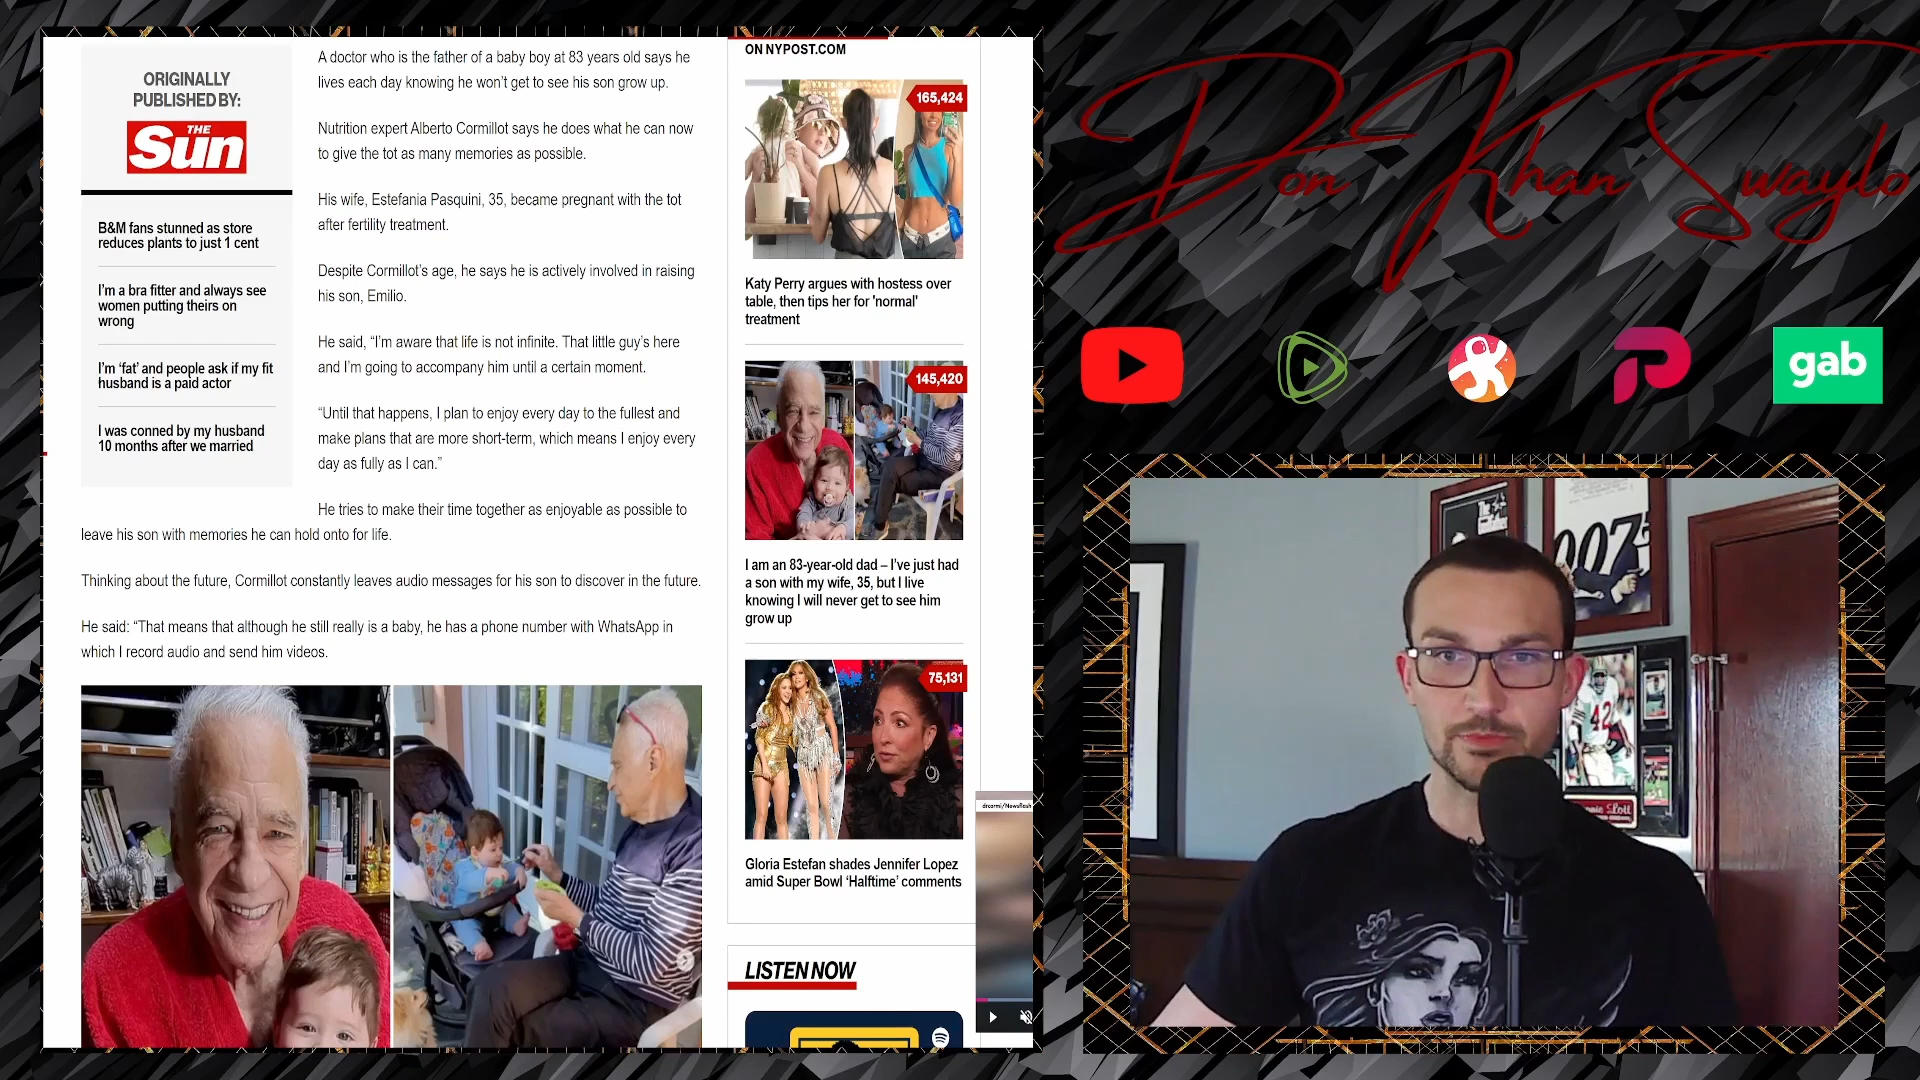 ORIGINALLY
PUBLISHED BY:
THE
Sun
B&M fans stunned as store
reduces plants to just 1 cent
I'm a bra fitter and always see
women putting theirs on
wrong
I'm ‘fat’ and people ask if my fit
husband is a paid actor
I was conned by my husband
10 months after we married
A doctor who is the father of a baby boy at 83 years old says he
lives each day knowing he won’t get to see his son grow up.
Nutrition expert Alberto Cormillot says he does what he can now
to give the tot as many memories as possible.
His wife, Estefania Pasquini, 35, became pregnant with the tot
after fertility treatment.
Despite Cormillot’s age, he says he is actively involved in raising
his son, Emilio.
He said, “I’m aware that life is not infinite. That little guy’s here
and I’m going to accompany him until a certain moment.
“Until that happens, I plan to enjoy every day to the fullest and
make plans that are more short-term, which means I enjoy every
day as fully as I can.”
He tries to make their time together as enjoyable as possible to
leave his son with memories he can hold onto for life.
Thinking about the future, Cormillot constantly leaves audio messages for his son to discover in the future.
He said: “That means that although he still really is a baby, he has a phone number with WhatsApp in
which I record audio and send him videos.
ON NYPOST.COM
165,424
Katy Perry argues with hostess over
table, then tips her for 'normal'
treatment
145,420
I am an 83-year-old dad – I’ve just had
a son with my wife, 35, but I live
knowing I will never get to see him
grow up
75,131
Gloria Estefan shades Jennifer Lopez
amid Super Bowl ‘Halftime’ comments
drcormi/Newsflash
LISTEN NOW
Don Khan Swaylo
gab
007
42